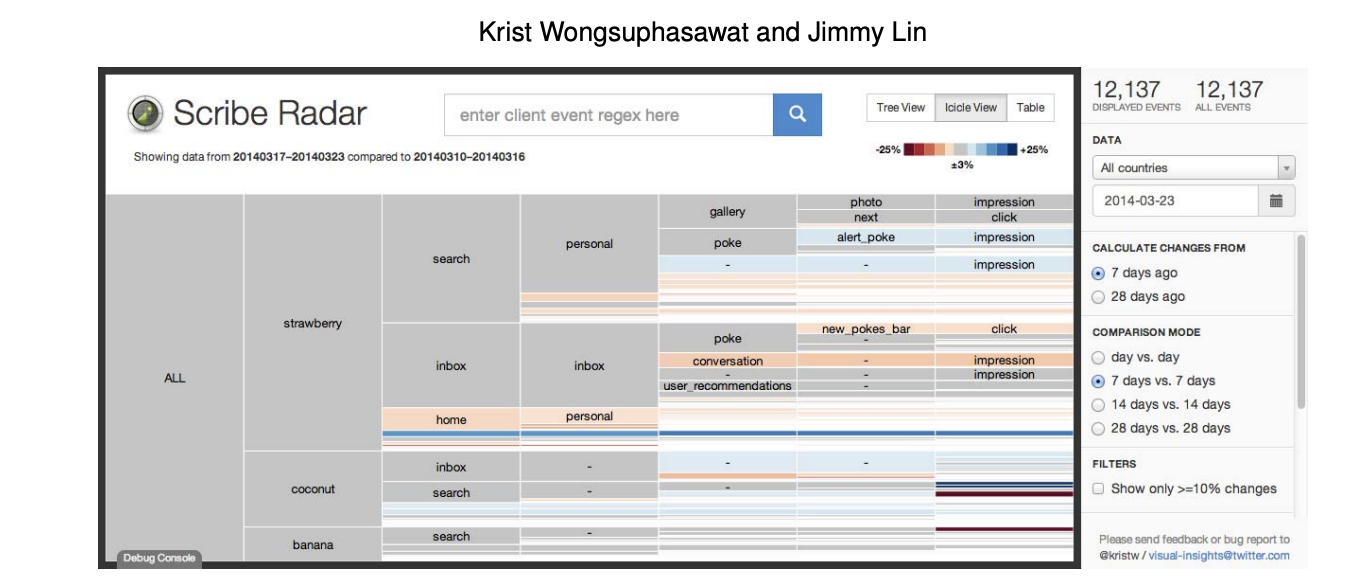 Krist Wongsuphasawat and Jimmy Lin
Scribe Radar
enter client event regex here
Tree View Icicle View Table
-25% +25%
±3%
Showing data from 20140317–20140323 compared to 20140310–20140316
12,137 12,137
DISPLAYED EVENTS ALL EVENTS
DATA
All countries
2014-03-23
CALCULATE CHANGES FROM
7 days ago
28 days ago
COMPARISON MODE
day vs. day
7 days vs. 7 days
14 days vs. 14 days
28 days vs. 28 days
FILTERS
Show only >=10% changes
Please send feedback or bug report to
@kristw / visual-insights@twitter.com
ALL
strawberry
coconut
banana
search
inbox
home
inbox
search
search
personal
inbox
personal
-
-
-
gallery
poke
-
poke
conversation
-
user_recommendations
-
-
photo
next
alert_poke
-
new_pokes_bar
-
-
-
-
-
impression
click
impression
impression
click
impression
impression
Debug Console